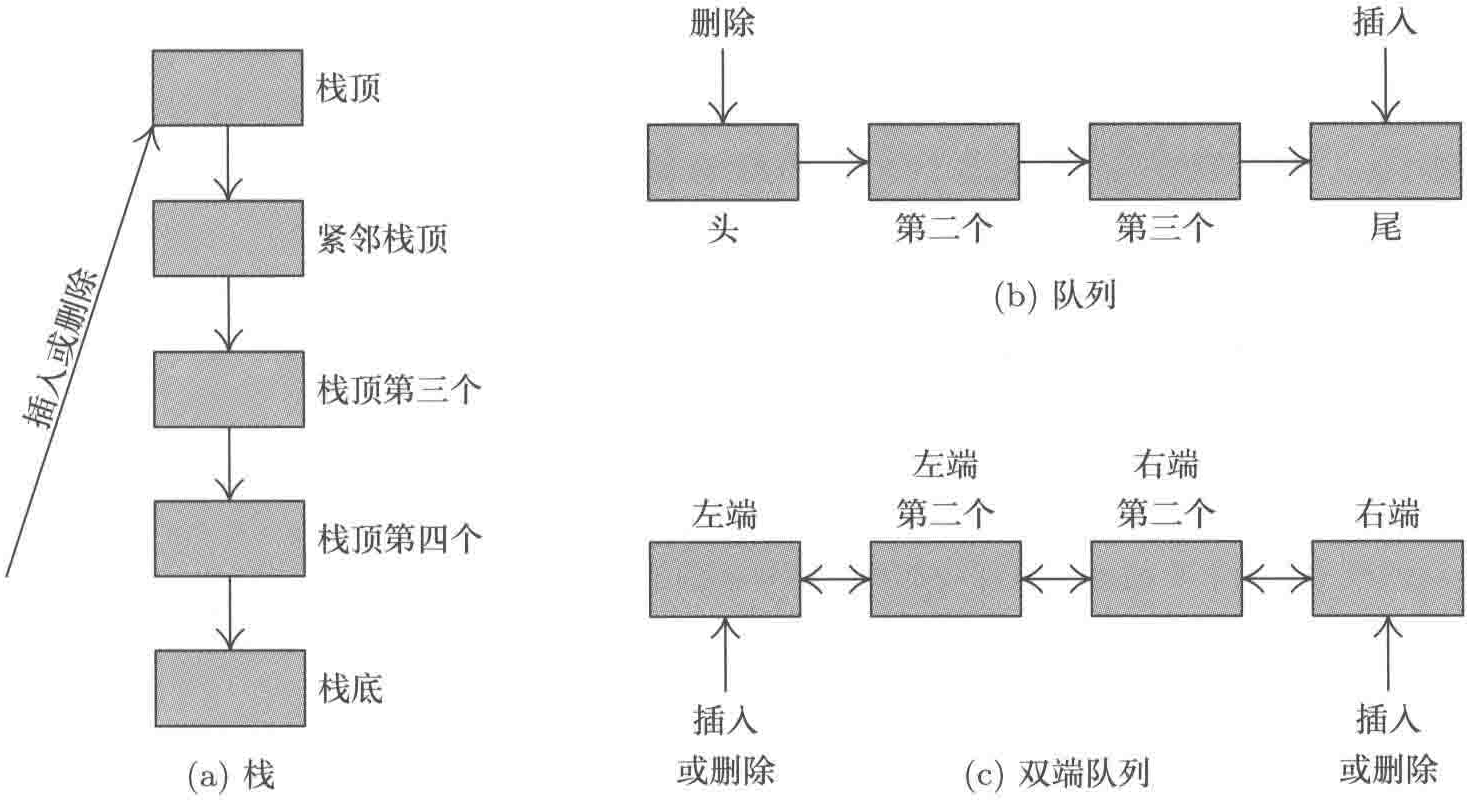 栈顶
紧邻栈顶
栈顶第三个
栈顶第四个
栈底
插入或删除
(a) 栈
删除
插入
头
第二个
第三个
尾
(b) 队列
左端
左端
第二个
右端
第二个
右端
插入
或删除
插入
或删除
(c) 双端队列